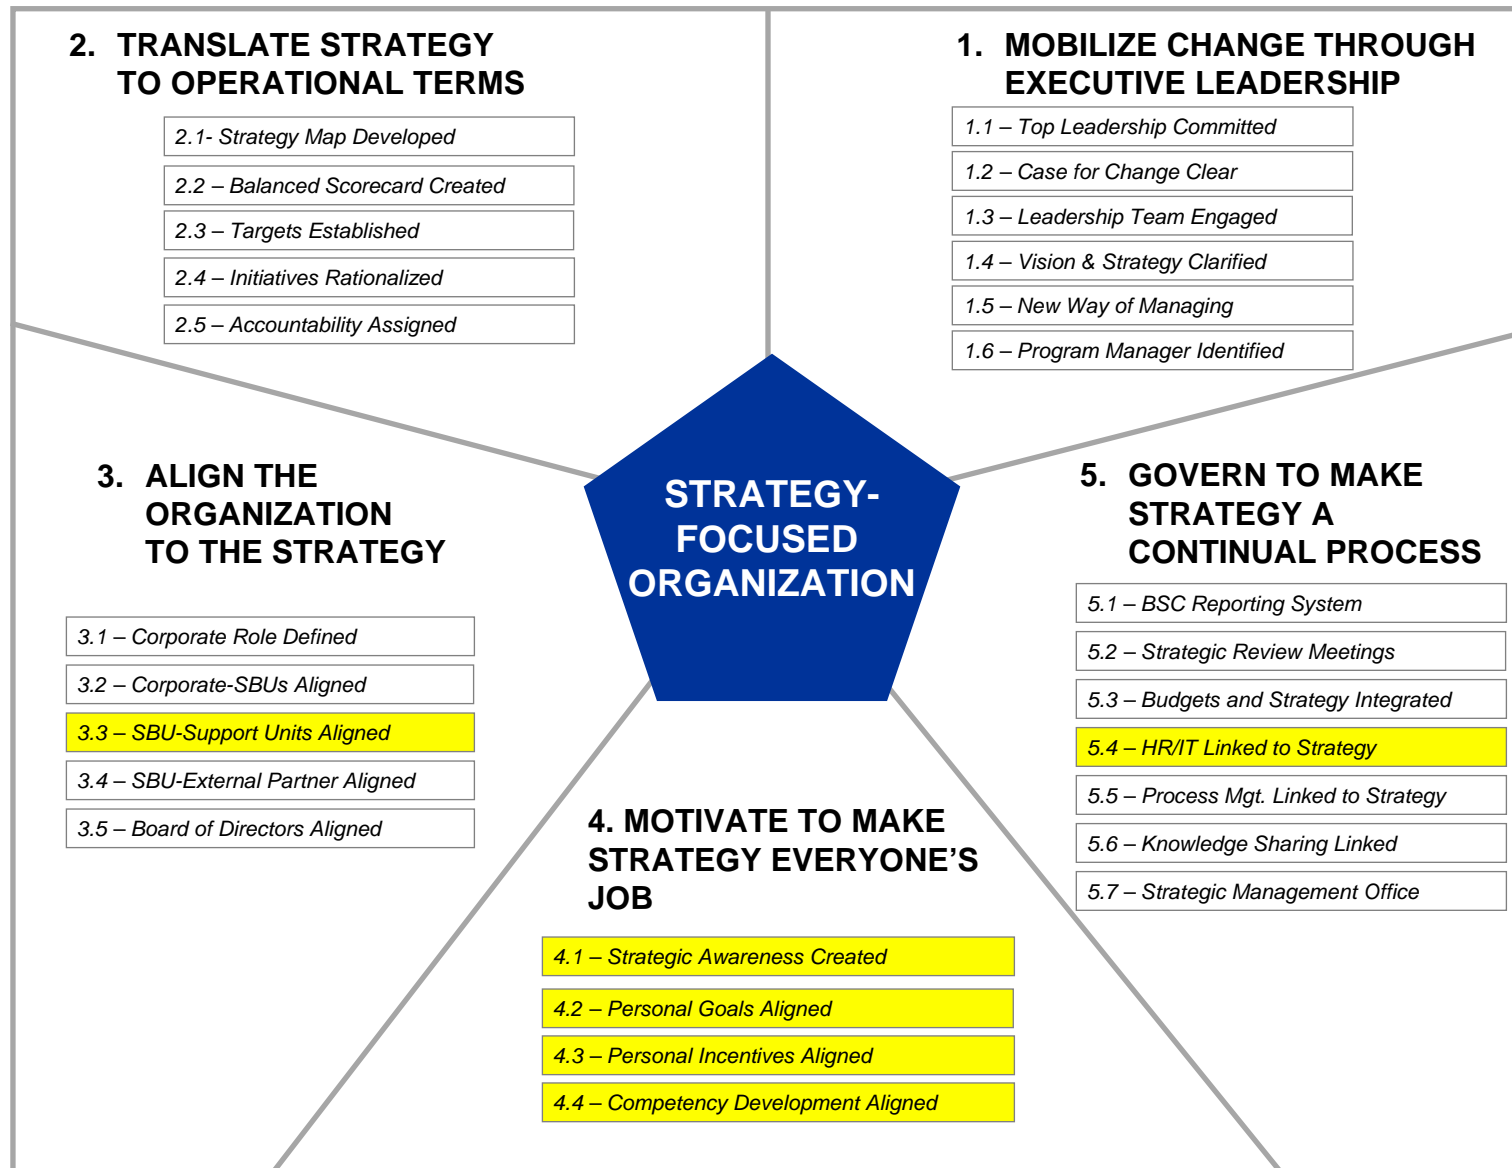 2. TRANSLATE STRATEGY
TO OPERATIONAL TERMS
2.1- Strategy Map Developed
2.2 – Balanced Scorecard Created
2.3 – Targets Established
2.4 – Initiatives Rationalized
2.5 – Accountability Assigned
1. MOBILIZE CHANGE THROUGH
EXECUTIVE LEADERSHIP
1.1 – Top Leadership Committed
1.2 – Case for Change Clear
1.3 – Leadership Team Engaged
1.4 – Vision & Strategy Clarified
1.5 – New Way of Managing
1.6 – Program Manager Identified
STRATEGY-
FOCUSED
ORGANIZATION
3. ALIGN THE
ORGANIZATION
TO THE STRATEGY
3.1 – Corporate Role Defined
3.2 – Corporate-SBUs Aligned
3.3 – SBU-Support Units Aligned
3.4 – SBU-External Partner Aligned
3.5 – Board of Directors Aligned
5. GOVERN TO MAKE
STRATEGY A
CONTINUAL PROCESS
5.1 – BSC Reporting System
5.2 – Strategic Review Meetings
5.3 – Budgets and Strategy Integrated
5.4 – HR/IT Linked to Strategy
5.5 – Process Mgt. Linked to Strategy
5.6 – Knowledge Sharing Linked
5.7 – Strategic Management Office
4. MOTIVATE TO MAKE
STRATEGY EVERYONE’S
JOB
4.1 – Strategic Awareness Created
4.2 – Personal Goals Aligned
4.3 – Personal Incentives Aligned
4.4 – Competency Development Aligned